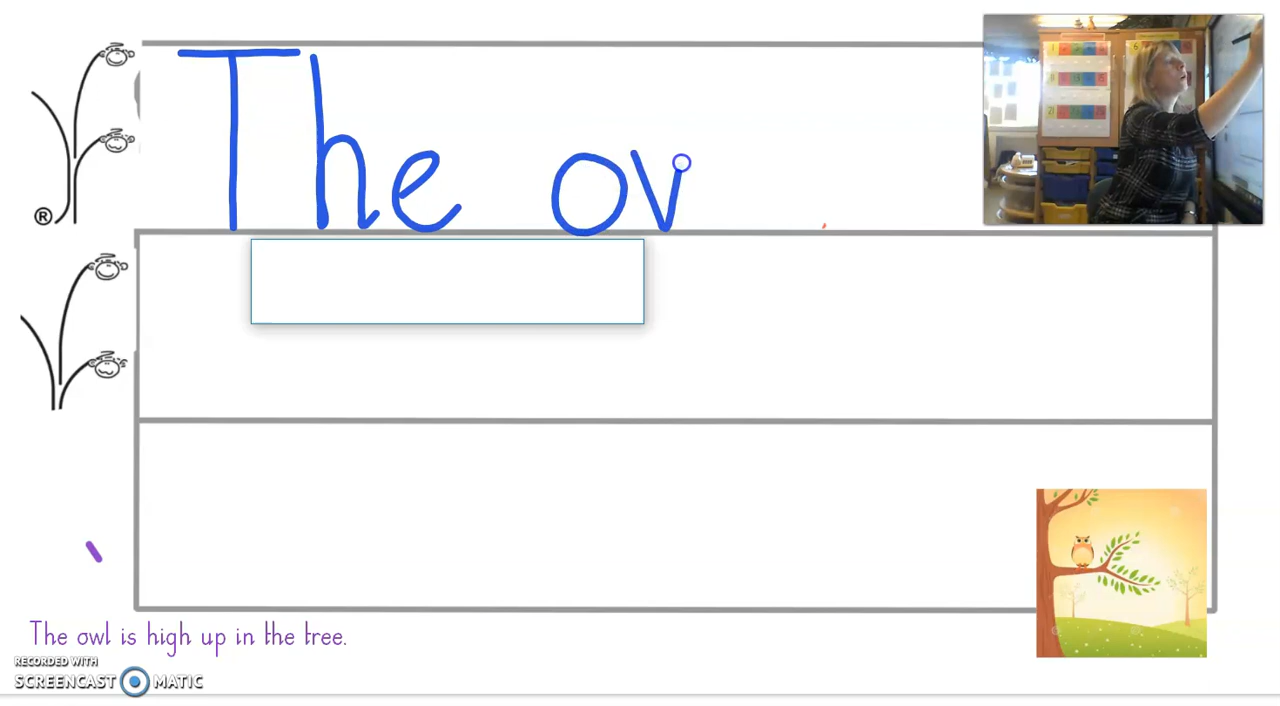 The ov
®
The owl is high up in the tree.
RECORDED WITH
SCREENCAST MATIC